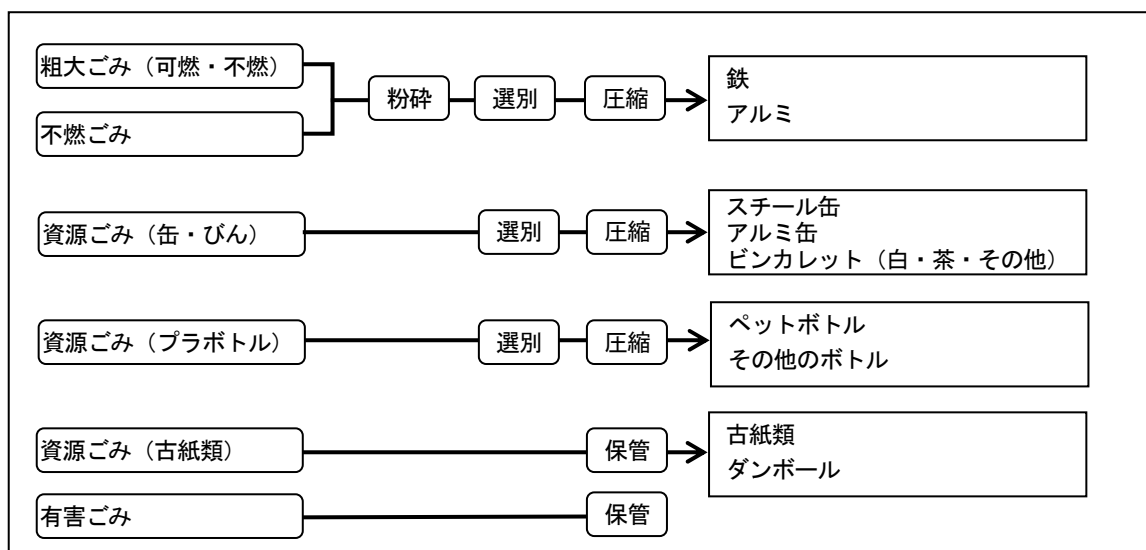 粗大ごみ（可燃・不燃）
不燃ごみ
粉砕
選別
圧縮
鉄
アルミ
資源ごみ（缶・びん）
選別
圧縮
スチール缶
アルミ缶
ビンカレット（白・茶・その他）
資源ごみ（プラボトル）
選別
圧縮
ペットボトル
その他のボトル
資源ごみ（古紙類）
保管
古紙類
ダンボール
有害ごみ
保管